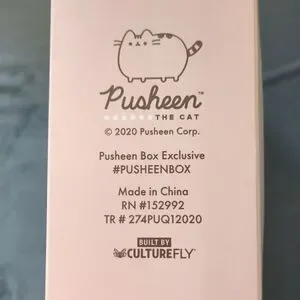 Pusheen™
THE CAT
© 2020 Pusheen Corp.
Pusheen Box Exclusive
#PUSHEENBOX
Made in China
RN #152992
TR # 274PUQ12020
BUILT BY
CULTUREFLY